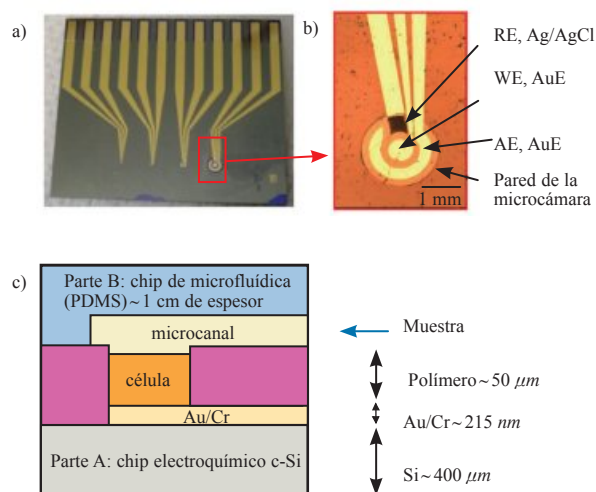 a)
b)
RE, Ag/AgCl
WE, AuE
AE, AuE
Pared de la
microcámara
1 mm
c)
Parte B: chip de microfluídica
(PDMS)~1 cm de espesor
microcanal
célula
Au/Cr
Parte A: chip electroquímico c-Si
Muestra
Polímero~50 μm
Au/Cr~215 nm
Si~400 μm